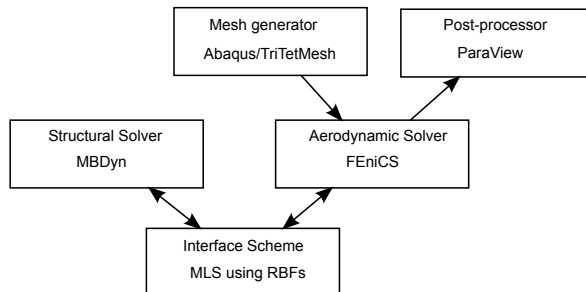 Mesh generator
Abaqus/TriTetMesh
Post-processor
ParaView
Structural Solver
MBDyn
Aerodynamic Solver
FEniCS
Interface Scheme
MLS using RBFs